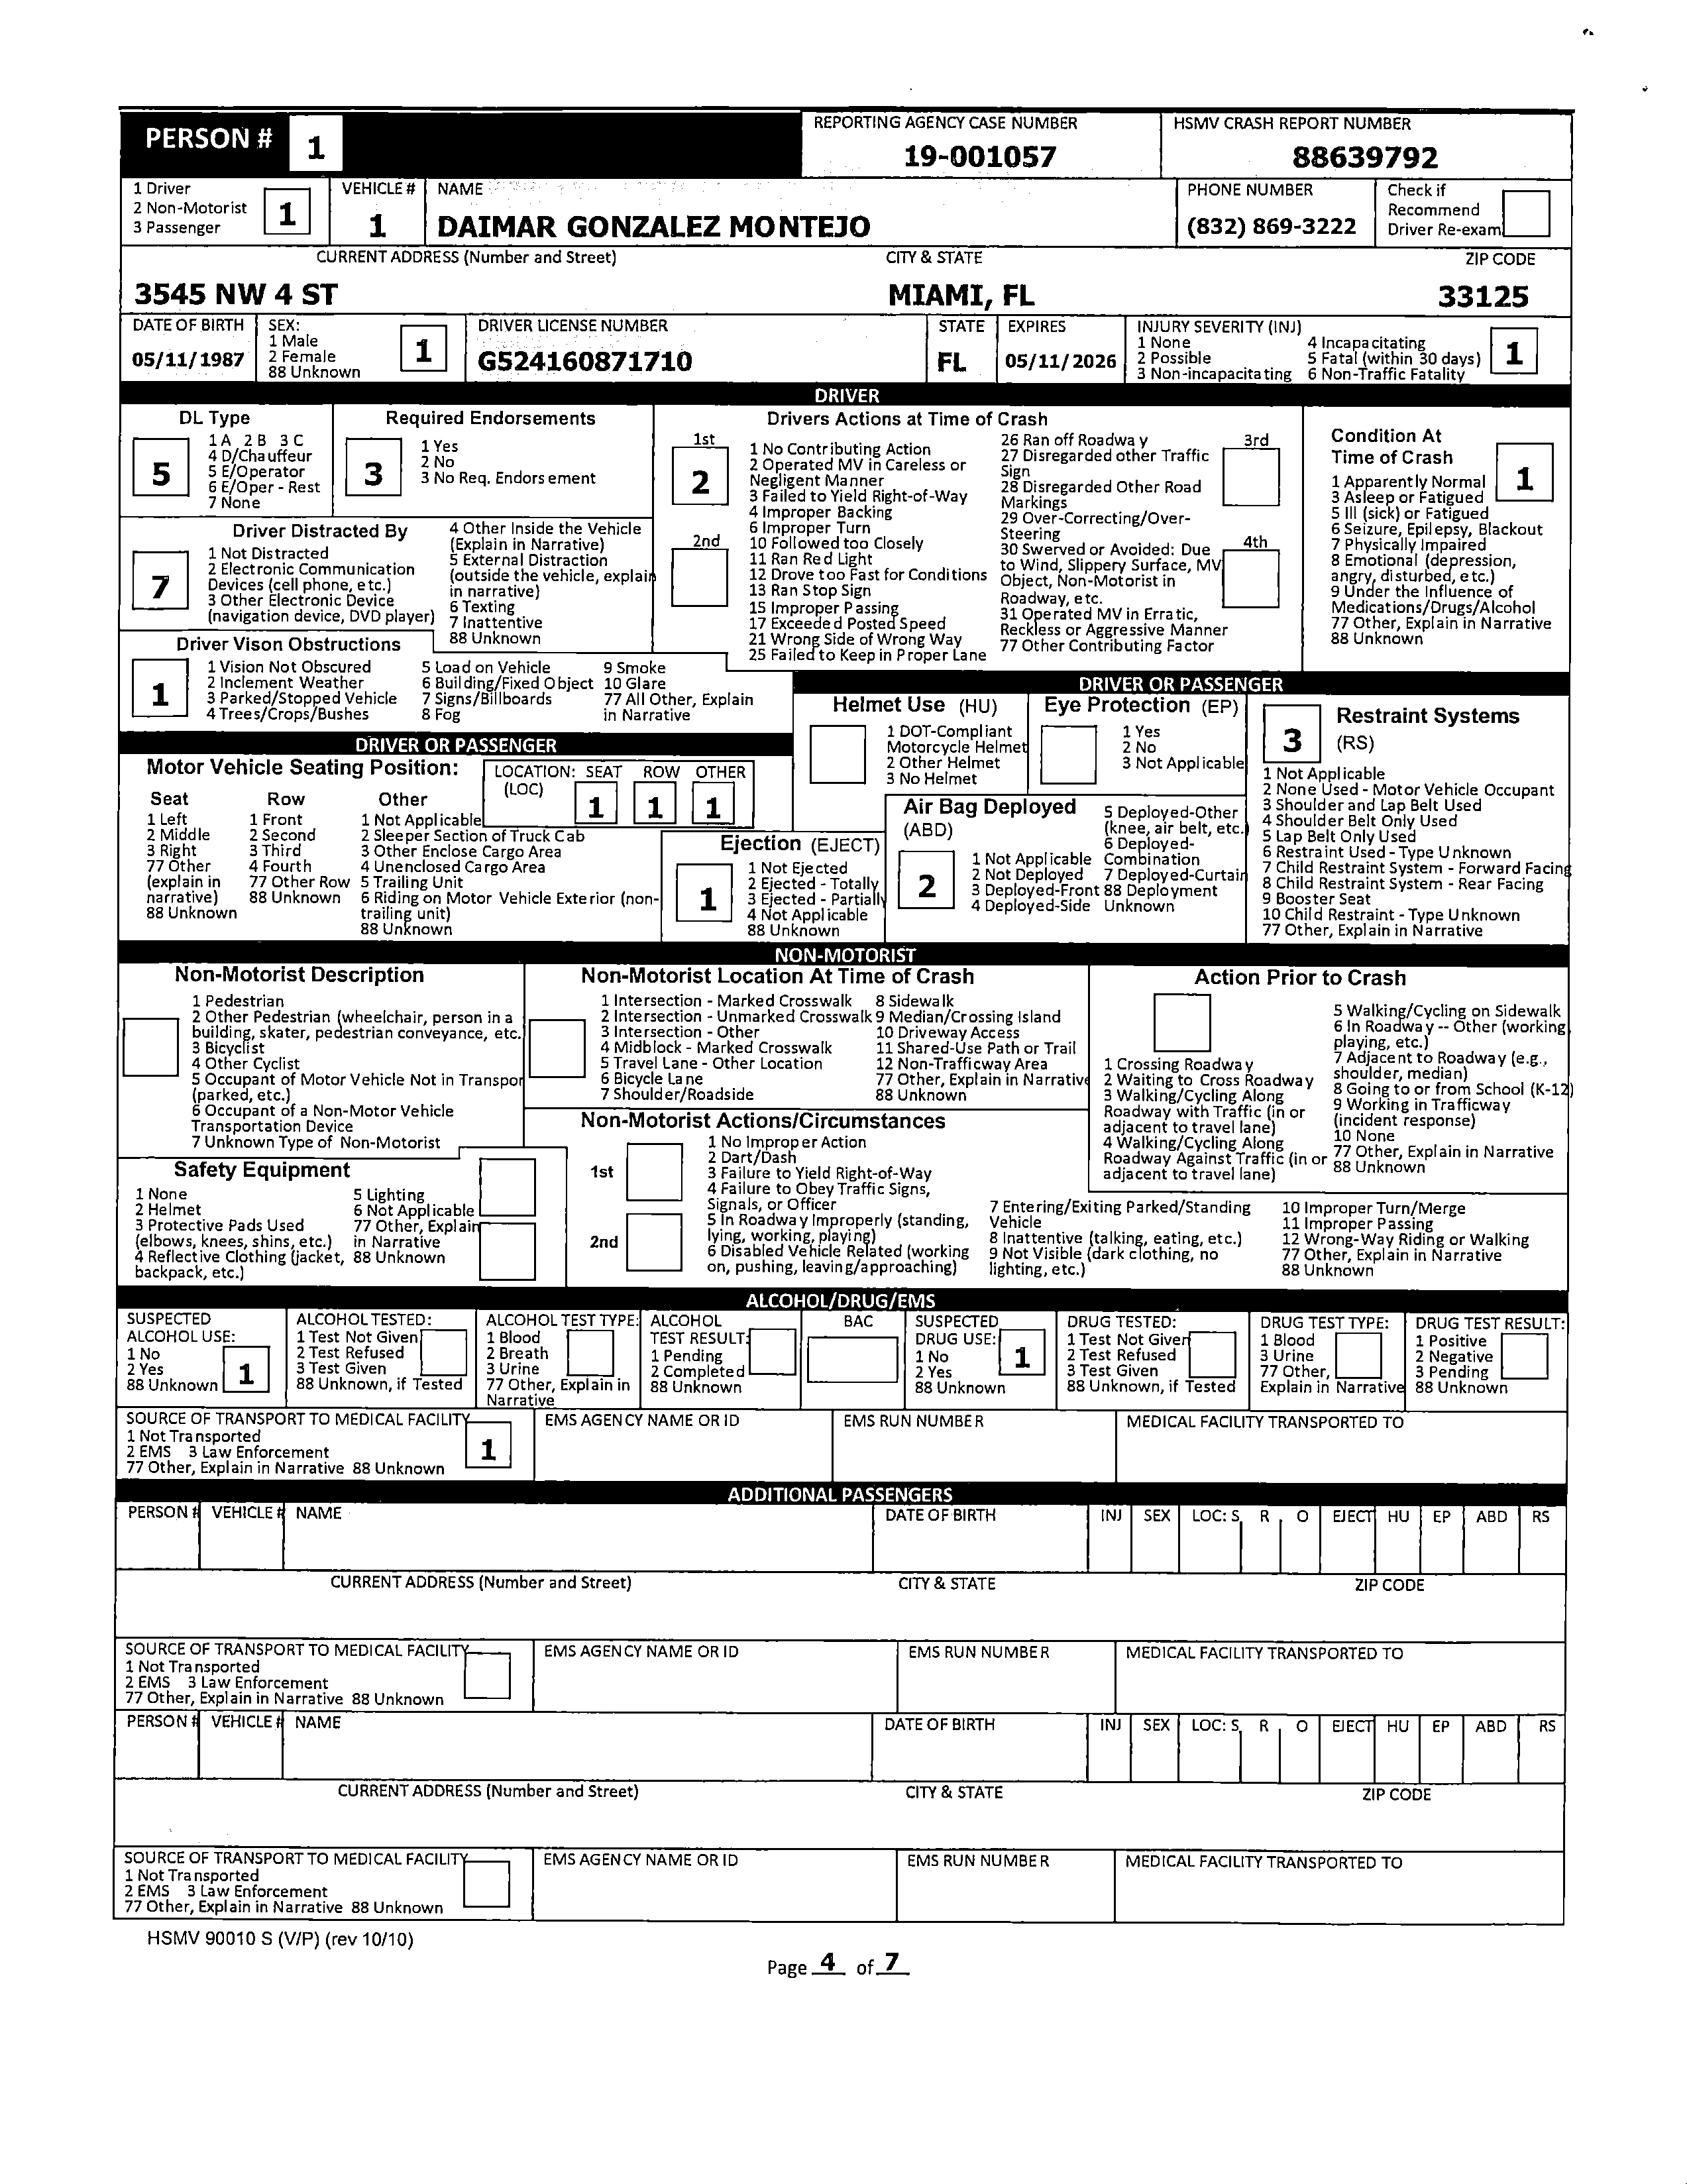 PERSON # 1
REPORTING AGENCY CASE NUMBER
19-001057
HSMV CRASH REPORT NUMBER
88639792
1 Driver
2 Non-Motorist
3 Passenger
1
VEHICLE #
1
NAME
DAIMAR GONZALEZ MONTEJO
PHONE NUMBER
(832) 869-3222
Check if
Recommend
Driver Re-exam
CURRENT ADDRESS (Number and Street)
CITY & STATE
ZIP CODE
3545 NW 4 ST
MIAMI, FL
33125
DATE OF BIRTH
05/11/1987
SEX:
1 Male
2 Female
88 Unknown
1
DRIVER LICENSE NUMBER
G524160871710
STATE
FL
EXPIRES
05/11/2026
INJURY SEVERITY (INJ)
1 None
2 Possible
3 Non-incapacitating
4 Incapacitating
5 Fatal (within 30 days)
6 Non-Traffic Fatality
1
DRIVER
DL Type
5
1 A 2 B 3 C
4 D/Chauffeur
5 E/Operator
6 E/Oper - Rest
7 None
Required Endorsements
3
1 Yes
2 No
3 No Req. Endorsement
Driver Distracted By
7
1 Not Distracted
2 Electronic Communication
Devices (cell phone, etc.)
3 Other Electronic Device
(navigation device, DVD player)
4 Other Inside the Vehicle
(Explain in Narrative)
5 External Distraction
(outside the vehicle, explain
in narrative)
6 Texting
7 Inattentive
88 Unknown
Driver Vison Obstructions
1
1 Vision Not Obscured
2 Inclement Weather
3 Parked/Stopped Vehicle
4 Trees/Crops/Bushes
5 Load on Vehicle
6 Building/Fixed Object
7 Signs/Billboards
8 Fog
9 Smoke
10 Glare
77 All Other, Explain
in Narrative
Drivers Actions at Time of Crash
1st
2
2nd
1 No Contributing Action
2 Operated MV in Careless or
Negligent Manner
3 Failed to Yield Right-of-Way
4 Improper Backing
6 Improper Turn
10 Followed too Closely
11 Ran Red Light
12 Drove too Fast for Conditions
13 Ran Stop Sign
15 Improper Passing
17 Exceeded Posted Speed
21 Wrong Side of Wrong Way
25 Failed to Keep in Proper Lane
26 Ran off Roadway
27 Disregarded other Traffic
Sign
28 Disregarded Other Road
Markings
29 Over-Correcting/Over-
Steering
30 Swerved or Avoided: Due
to Wind, Slippery Surface, MV
Object, Non-Motorist in
Roadway, etc.
31 Operated MV in Erratic,
Reckless or Aggressive Manner
77 Other Contributing Factor
3rd
4th
Condition At
Time of Crash
1
1 Apparently Normal
3 Asleep or Fatigued
5 Ill (sick) or Fatigued
6 Seizure, Epilepsy, Blackout
7 Physically Impaired
8 Emotional (depression,
angry, disturbed, etc.)
9 Under the Influence of
Medications/Drugs/Alcohol
77 Other, Explain in Narrative
88 Unknown
DRIVER OR PASSENGER
Motor Vehicle Seating Position:
LOCATION: SEAT ROW OTHER
(LOC) 1 1 1
Seat
1 Left
2 Middle
3 Right
77 Other
(explain in
narrative)
88 Unknown
Row
1 Front
2 Second
3 Third
4 Fourth
77 Other Row
88 Unknown
Other
1 Not Applicable
2 Sleeper Section of Truck Cab
3 Other Enclose Cargo Area
4 Unenclosed Cargo Area
5 Trailing Unit
6 Riding on Motor Vehicle Exterior (non-
trailing unit)
88 Unknown
DRIVER OR PASSENGER
Helmet Use (HU)
1 DOT-Compliant
Motorcycle Helmet
2 Other Helmet
3 No Helmet
Eye Protection (EP)
1 Yes
2 No
3 Not Applicable
Ejection (EJECT)
1
1 Not Ejected
2 Ejected - Totally
3 Ejected - Partially
4 Not Applicable
88 Unknown
Air Bag Deployed
(ABD)
2
1 Not Applicable
2 Not Deployed
3 Deployed-Front
4 Deployed-Side
5 Deployed-Other
(knee, air belt, etc.)
6 Deployed-
Combination
7 Deployed-Curtain
88 Deployment
Unknown
3
Restraint Systems
(RS)
1 Not Applicable
2 None Used - Motor Vehicle Occupant
3 Shoulder and Lap Belt Used
4 Shoulder Belt Only Used
5 Lap Belt Only Used
6 Restraint Used - Type Unknown
7 Child Restraint System - Forward Facing
8 Child Restraint System - Rear Facing
9 Booster Seat
10 Child Restraint - Type Unknown
77 Other, Explain in Narrative
NON-MOTORIST
Non-Motorist Description
1 Pedestrian
2 Other Pedestrian (wheelchair, person in a
building, skater, pedestrian conveyance, etc.
3 Bicyclist
4 Other Cyclist
5 Occupant of Motor Vehicle Not in Transpor
(parked, etc.)
6 Occupant of a Non-Motor Vehicle
Transportation Device
7 Unknown Type of Non-Motorist
Non-Motorist Location At Time of Crash
1 Intersection - Marked Crosswalk
2 Intersection - Unmarked Crosswalk
3 Intersection - Other
4 Midblock - Marked Crosswalk
5 Travel Lane - Other Location
6 Bicycle Lane
7 Shoulder/Roadside
8 Sidewalk
9 Median/Crossing Island
10 Driveway Access
11 Shared-Use Path or Trail
12 Non-Trafficway Area
77 Other, Explain in Narrative
88 Unknown
Action Prior to Crash
1 Crossing Roadway
2 Waiting to Cross Roadway
3 Walking/Cycling Along
Roadway with Traffic (in or
adjacent to travel lane)
4 Walking/Cycling Along
Roadway Against Traffic (in or
adjacent to travel lane)
5 Walking/Cycling on Sidewalk
6 In Roadway -- Other (working
playing, etc.)
7 Adjacent to Roadway (e.g.,
shoulder, median)
8 Going to or from School (K-12)
9 Working in Trafficway
(incident response)
10 None
77 Other, Explain in Narrative
88 Unknown
Safety Equipment
1 None
2 Helmet
3 Protective Pads Used
(elbows, knees, shins, etc.)
4 Reflective Clothing (jacket,
backpack, etc.)
5 Lighting
6 Not Applicable
77 Other, Explain
in Narrative
88 Unknown
Non-Motorist Actions/Circumstances
1st
2nd
1 No Improper Action
2 Dart/Dash
3 Failure to Yield Right-of-Way
4 Failure to Obey Traffic Signs,
Signals, or Officer
5 In Roadway Improperly (standing,
lying, working, playing)
6 Disabled Vehicle Related (working
on, pushing, leaving/approaching)
7 Entering/Exiting Parked/Standing
Vehicle
8 Inattentive (talking, eating, etc.)
9 Not Visible (dark clothing, no
lighting, etc.)
10 Improper Turn/Merge
11 Improper Passing
12 Wrong-Way Riding or Walking
77 Other, Explain in Narrative
88 Unknown
ALCOHOL/DRUG/EMS
SUSPECTED
ALCOHOL USE:
1 No
2 Yes
88 Unknown
1
ALCOHOL TESTED:
1 Test Not Given
2 Test Refused
3 Test Given
88 Unknown, if Tested
ALCOHOL TEST TYPE:
1 Blood
2 Breath
3 Urine
77 Other, Explain in
Narrative
ALCOHOL
TEST RESULT:
1 Pending
2 Completed
88 Unknown
BAC
SUSPECTED
DRUG USE:
1 No
2 Yes
88 Unknown
1
DRUG TESTED:
1 Test Not Given
2 Test Refused
3 Test Given
88 Unknown, if Tested
DRUG TEST TYPE:
1 Blood
3 Urine
77 Other,
Explain in Narrative
DRUG TEST RESULT:
1 Positive
2 Negative
3 Pending
88 Unknown
SOURCE OF TRANSPORT TO MEDICAL FACILITY
1 Not Transported
2 EMS 3 Law Enforcement
77 Other, Explain in Narrative 88 Unknown
1
EMS AGENCY NAME OR ID
EMS RUN NUMBER
MEDICAL FACILITY TRANSPORTED TO
ADDITIONAL PASSENGERS
PERSON # VEHICLE # NAME DATE OF BIRTH INJ SEX LOC: S R O EJECT HU EP ABD RS
CURRENT ADDRESS (Number and Street) CITY & STATE ZIP CODE
SOURCE OF TRANSPORT TO MEDICAL FACILITY
1 Not Transported
2 EMS 3 Law Enforcement
77 Other, Explain in Narrative 88 Unknown
EMS AGENCY NAME OR ID
EMS RUN NUMBER
MEDICAL FACILITY TRANSPORTED TO
PERSON # VEHICLE # NAME DATE OF BIRTH INJ SEX LOC: S R O EJECT HU EP ABD RS
CURRENT ADDRESS (Number and Street) CITY & STATE ZIP CODE
SOURCE OF TRANSPORT TO MEDICAL FACILITY
1 Not Transported
2 EMS 3 Law Enforcement
77 Other, Explain in Narrative 88 Unknown
EMS AGENCY NAME OR ID
EMS RUN NUMBER
MEDICAL FACILITY TRANSPORTED TO
HSMV 90010 S (V/P) (rev 10/10)
Page 4 of 7